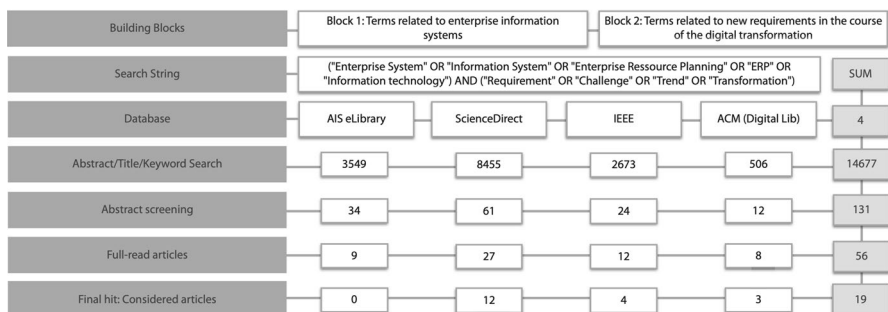 Building Blocks
Block 1: Terms related to enterprise information
systems
Block 2: Terms related to new requirements in the course
of the digital transformation
Search String
("Enterprise System" OR "Information System" OR "Enterprise Ressource Planning" OR "ERP" OR
"Information technology") AND ("Requirement" OR "Challenge" OR "Trend" OR "Transformation")
SUM
Database
AIS eLibrary
ScienceDirect
IEEE
ACM (Digital Lib)
4
Abstract/Title/Keyword Search
3549
8455
2673
506
14677
Abstract screening
34
61
24
12
131
Full-read articles
9
27
12
8
56
Final hit: Considered articles
0
12
4
3
19